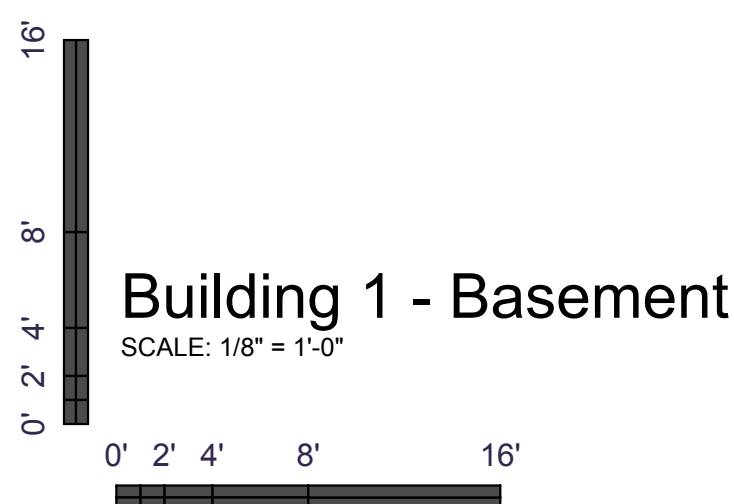 16'
8'
Building 1 - Basement
SCALE: 1/8" = 1'-0"
4'
2'
0'
0' 2' 4' 8' 16'